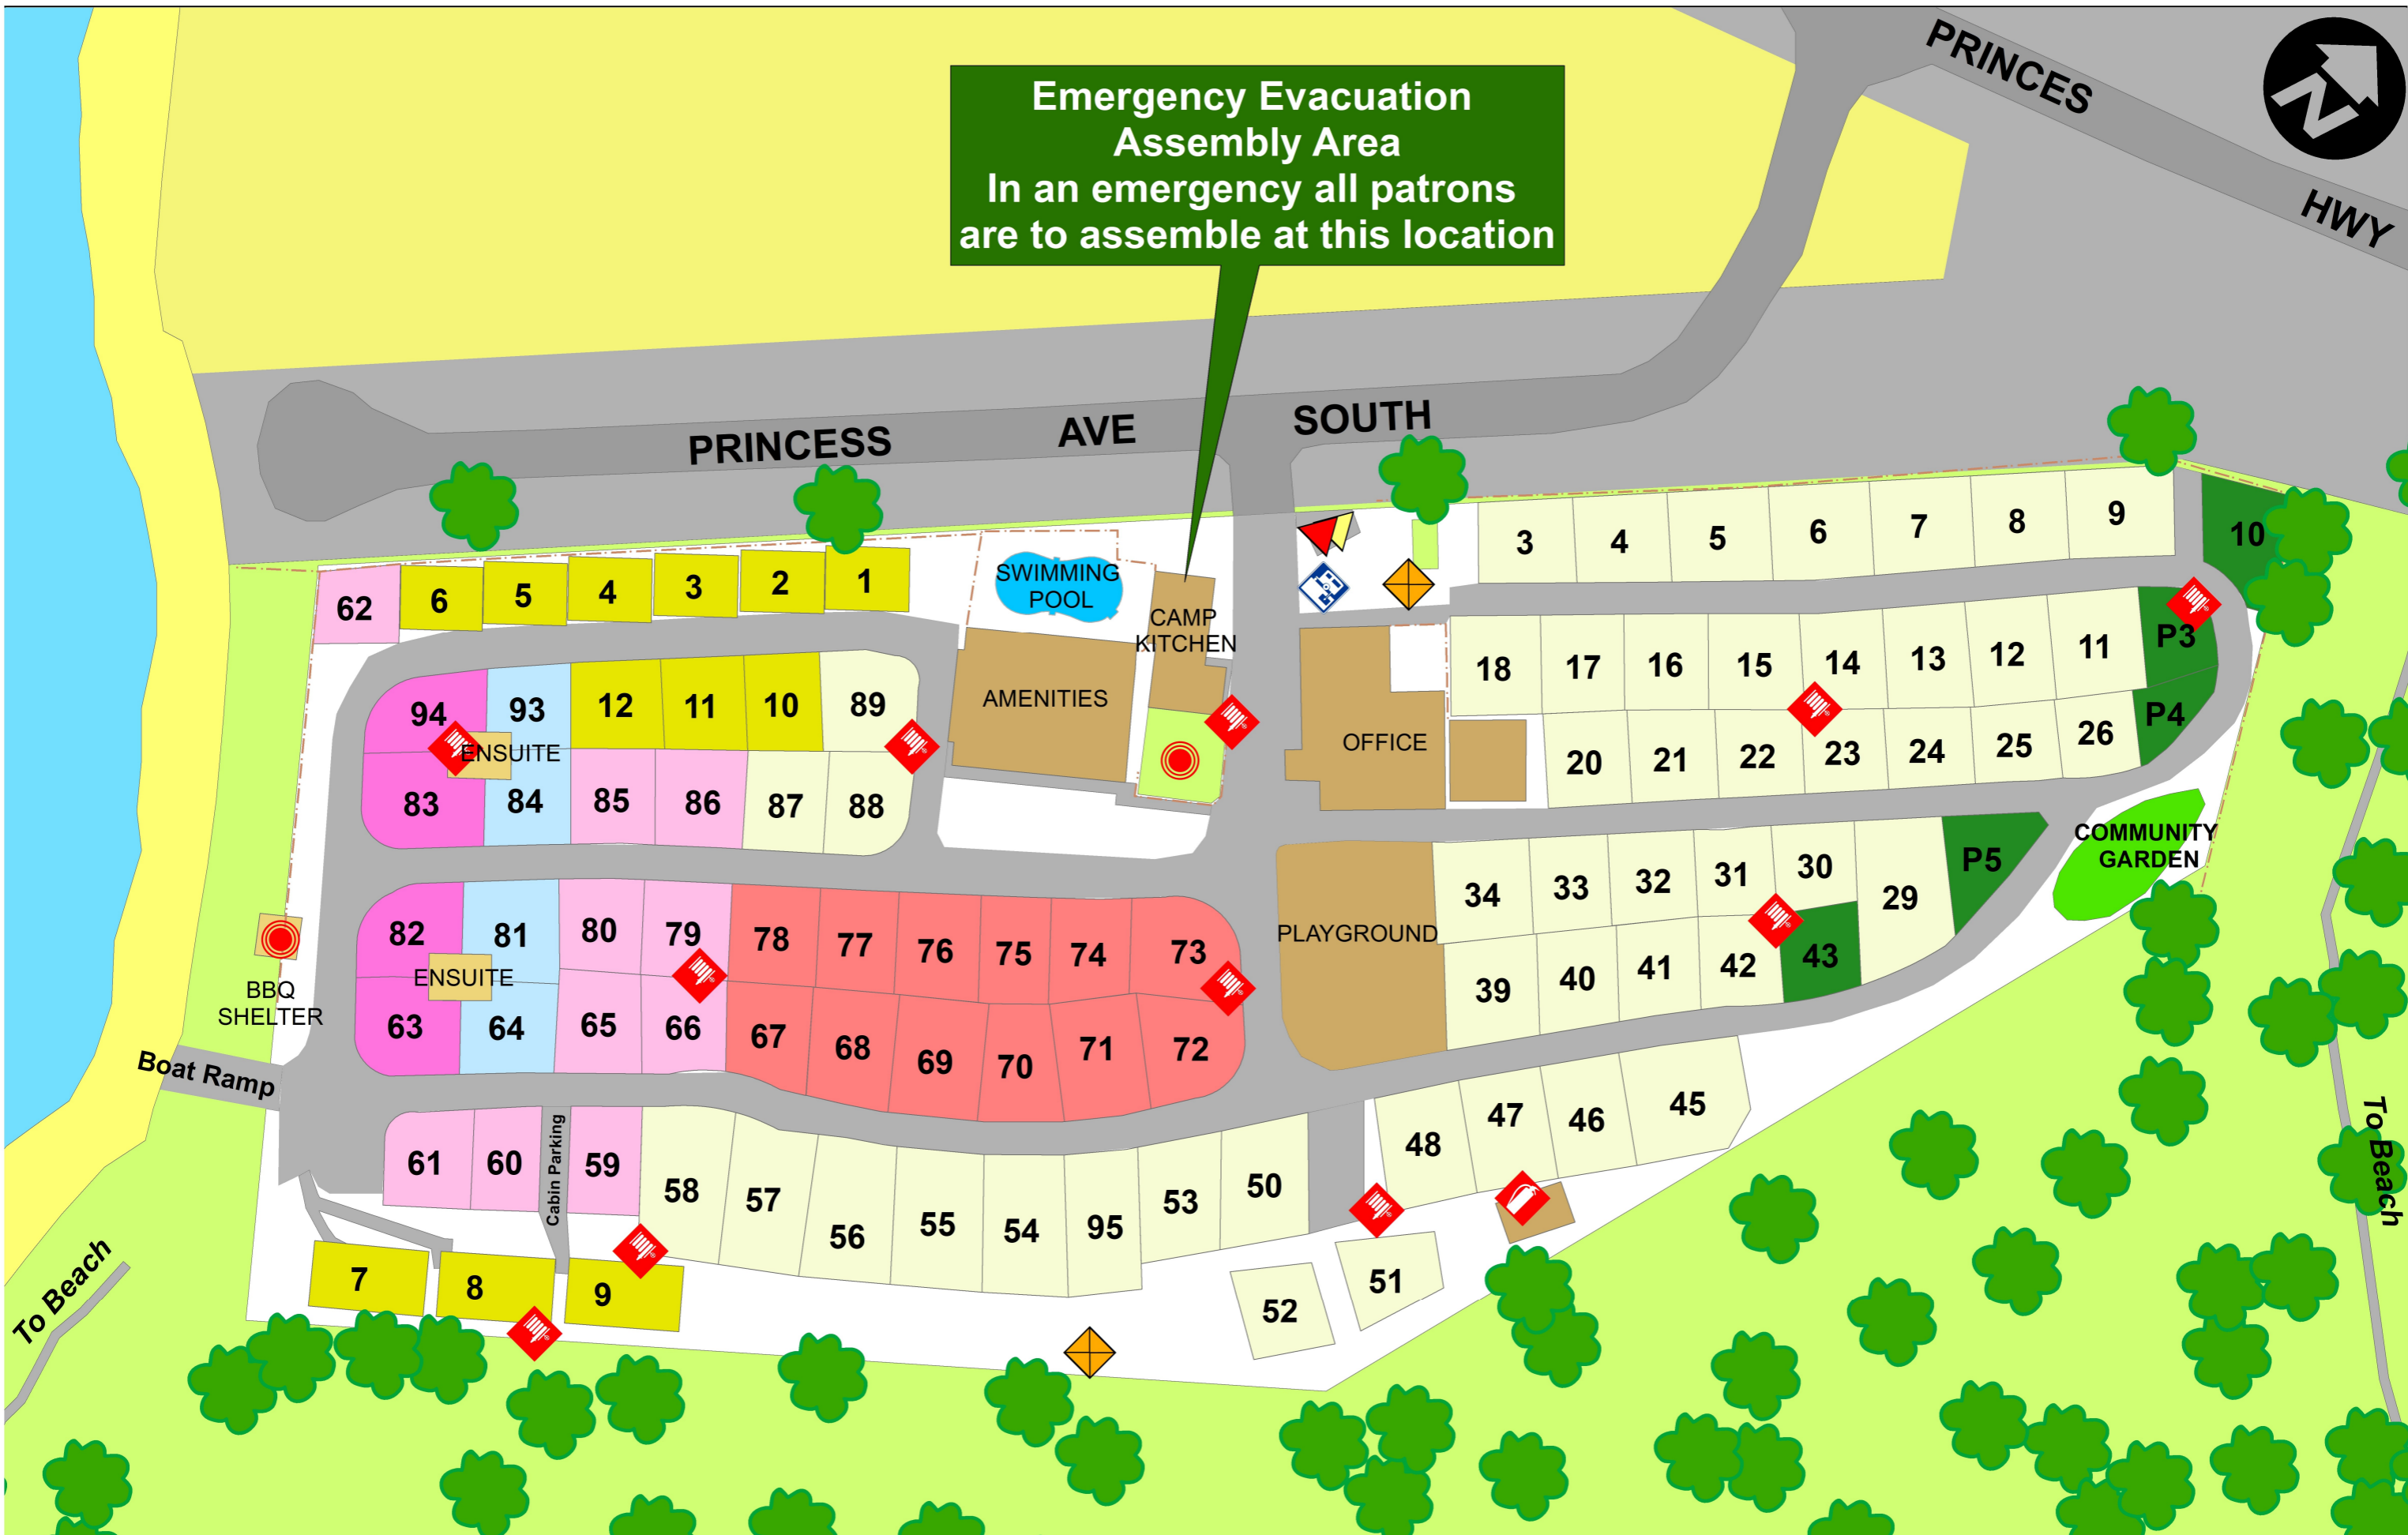 PRINCES
HWY
N
Emergency Evacuation
Assembly Area
In an emergency all patrons
are to assemble at this location
PRINCESS AVE SOUTH
3 4 5 6 7 8 9 10
62 6 5 4 3 2 1
SWIMMING
POOL
CAMP
KITCHEN
18 17 16 15 14 13 12 11 P3
94 93 12 11 10 89
ENSUITE
AMENITIES
OFFICE
20 21 22 23 24 25 26 P4
83 84 85 86 87 88
COMMUNITY
GARDEN
34 33 32 31 30 29 P5
PLAYGROUND
82 81 80 79 78 77 76 75 74 73
ENSUITE
39 40 41 42 43
BBQ
SHELTER
63 64 65 66 67 68 69 70 71 72
Boat Ramp
48 47 46 45
61 60 59 58 57 56 55 54 95 53 50
Cabin Parking
7 8 9
52 51
To Beach
To Beach